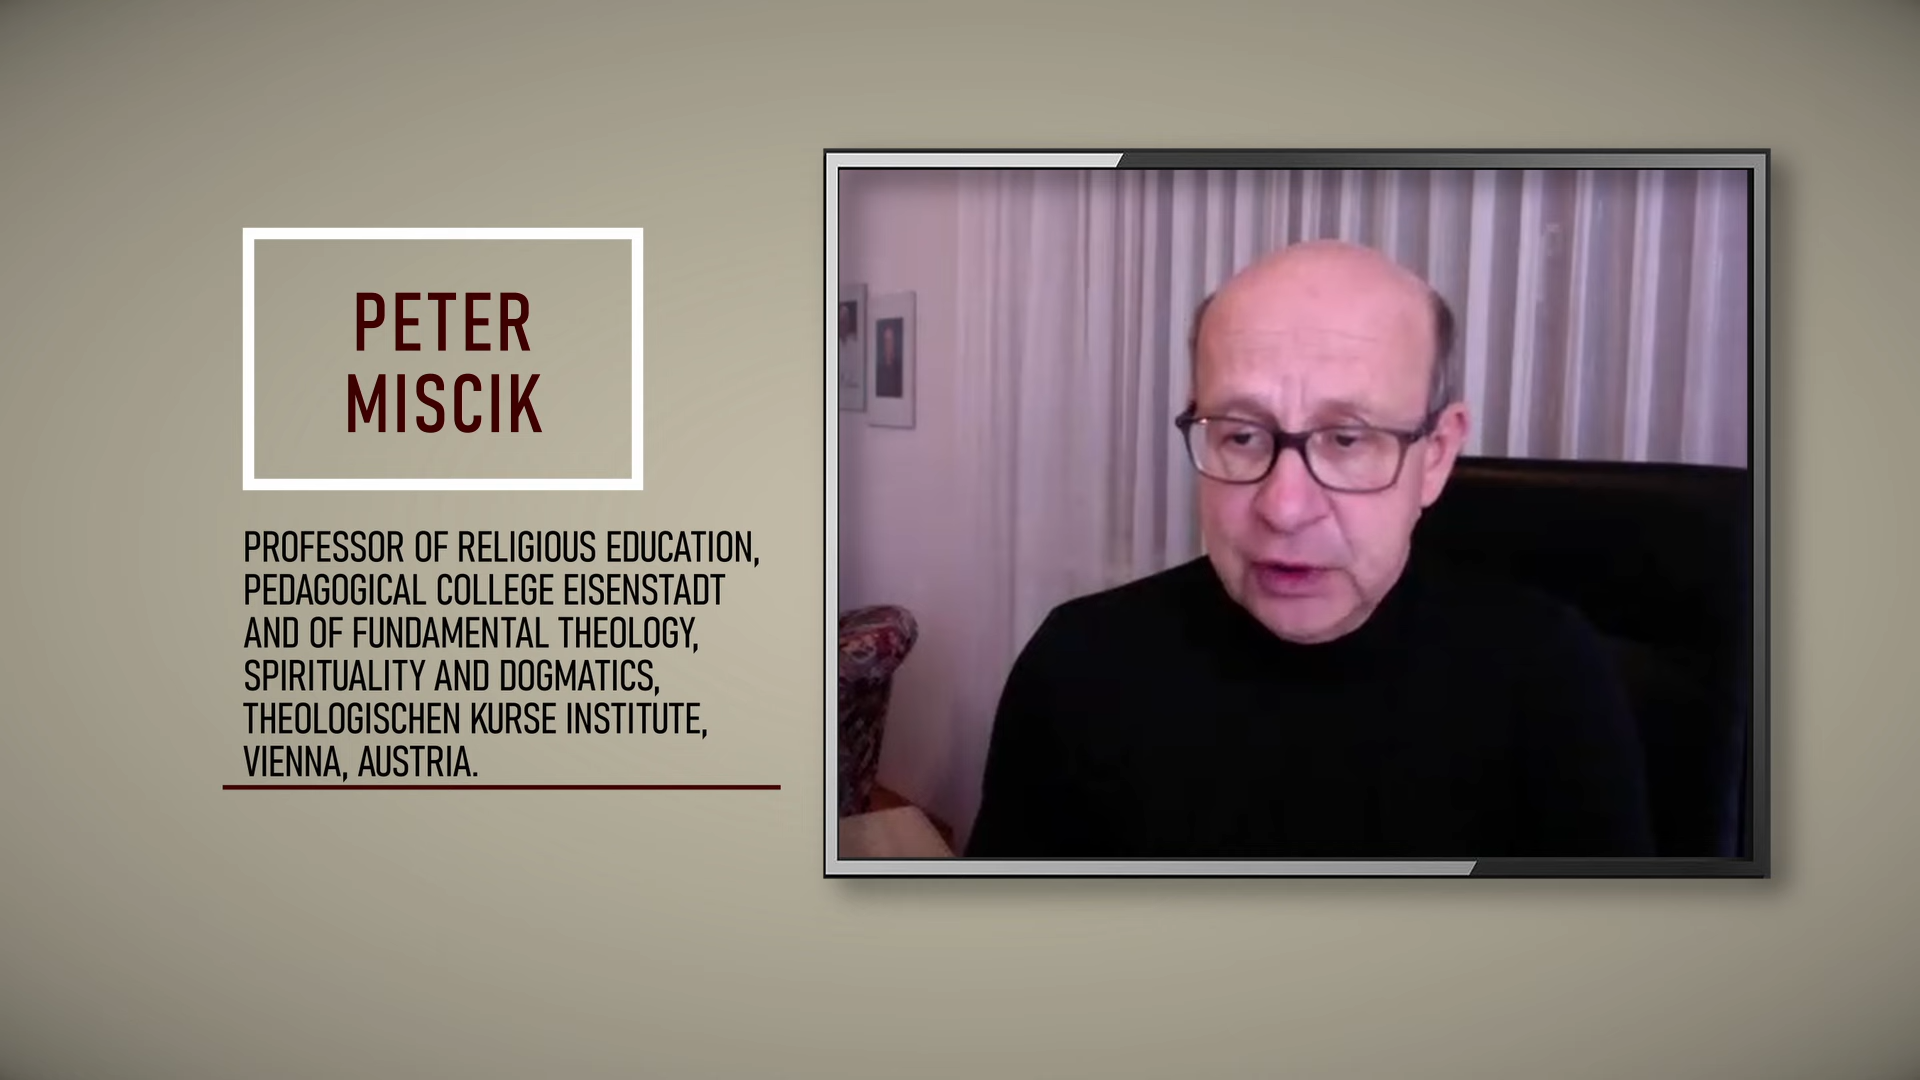 PETER
MISCIK
PROFESSOR OF RELIGIOUS EDUCATION,
PEDAGOGICAL COLLEGE EISENSTADT
AND OF FUNDAMENTAL THEOLOGY,
SPIRITUALITY AND DOGMATICS,
THEOLOGISCHEN KURSE INSTITUTE,
VIENNA, AUSTRIA.